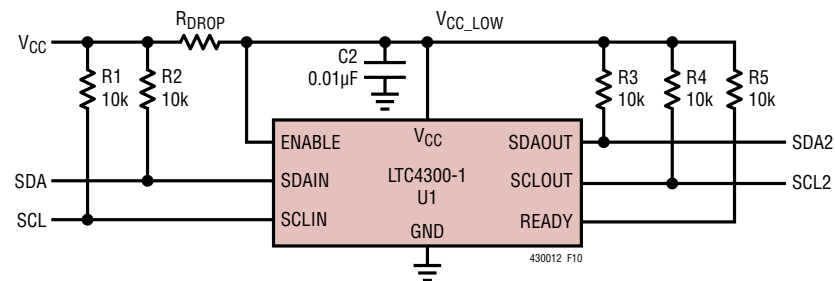 VCC
RDROP
VCC_LOW
R1
10k
R2
10k
C2
0.01µF
R3
10k
R4
10k
R5
10k
ENABLE
VCC
SDAOUT
SDA2
SDA
SDAIN
LTC4300-1
U1
SCLOUT
SCL2
SCL
SCLIN
GND
READY
430012 F10